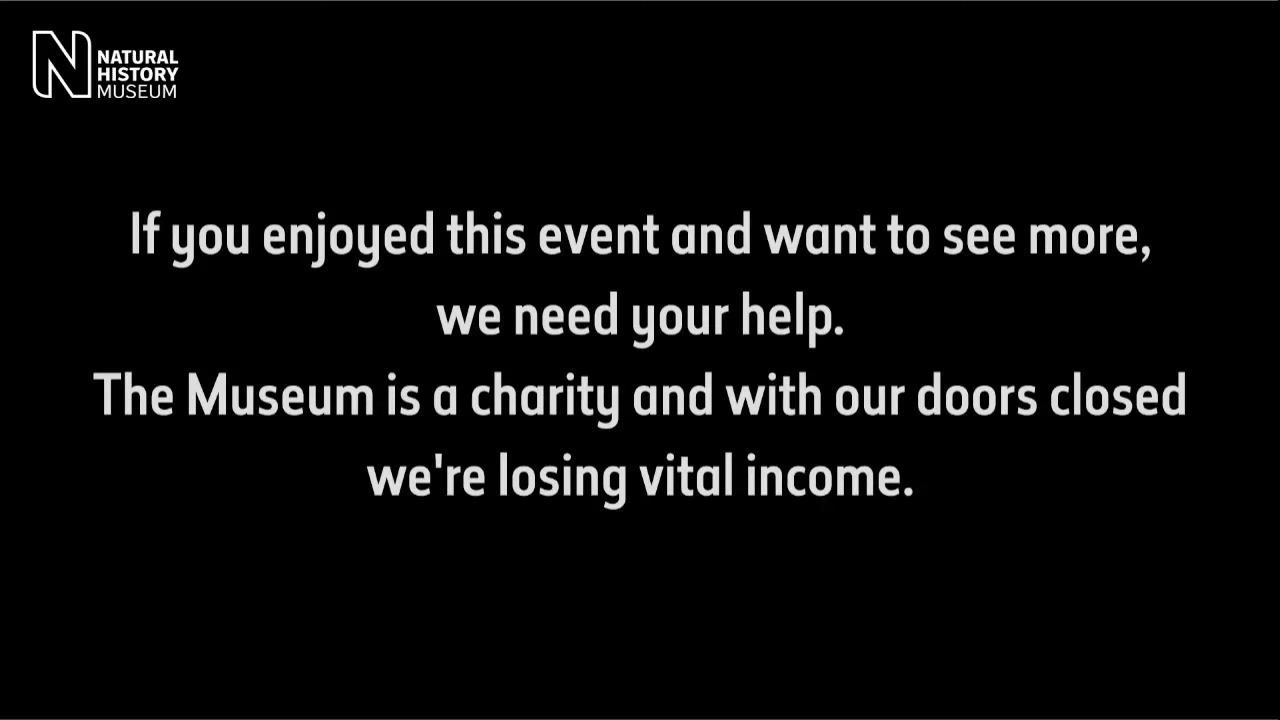 NATURAL
HISTORY
MUSEUM
If you enjoyed this event and want to see more,
we need your help.
The Museum is a charity and with our doors closed
we're losing vital income.